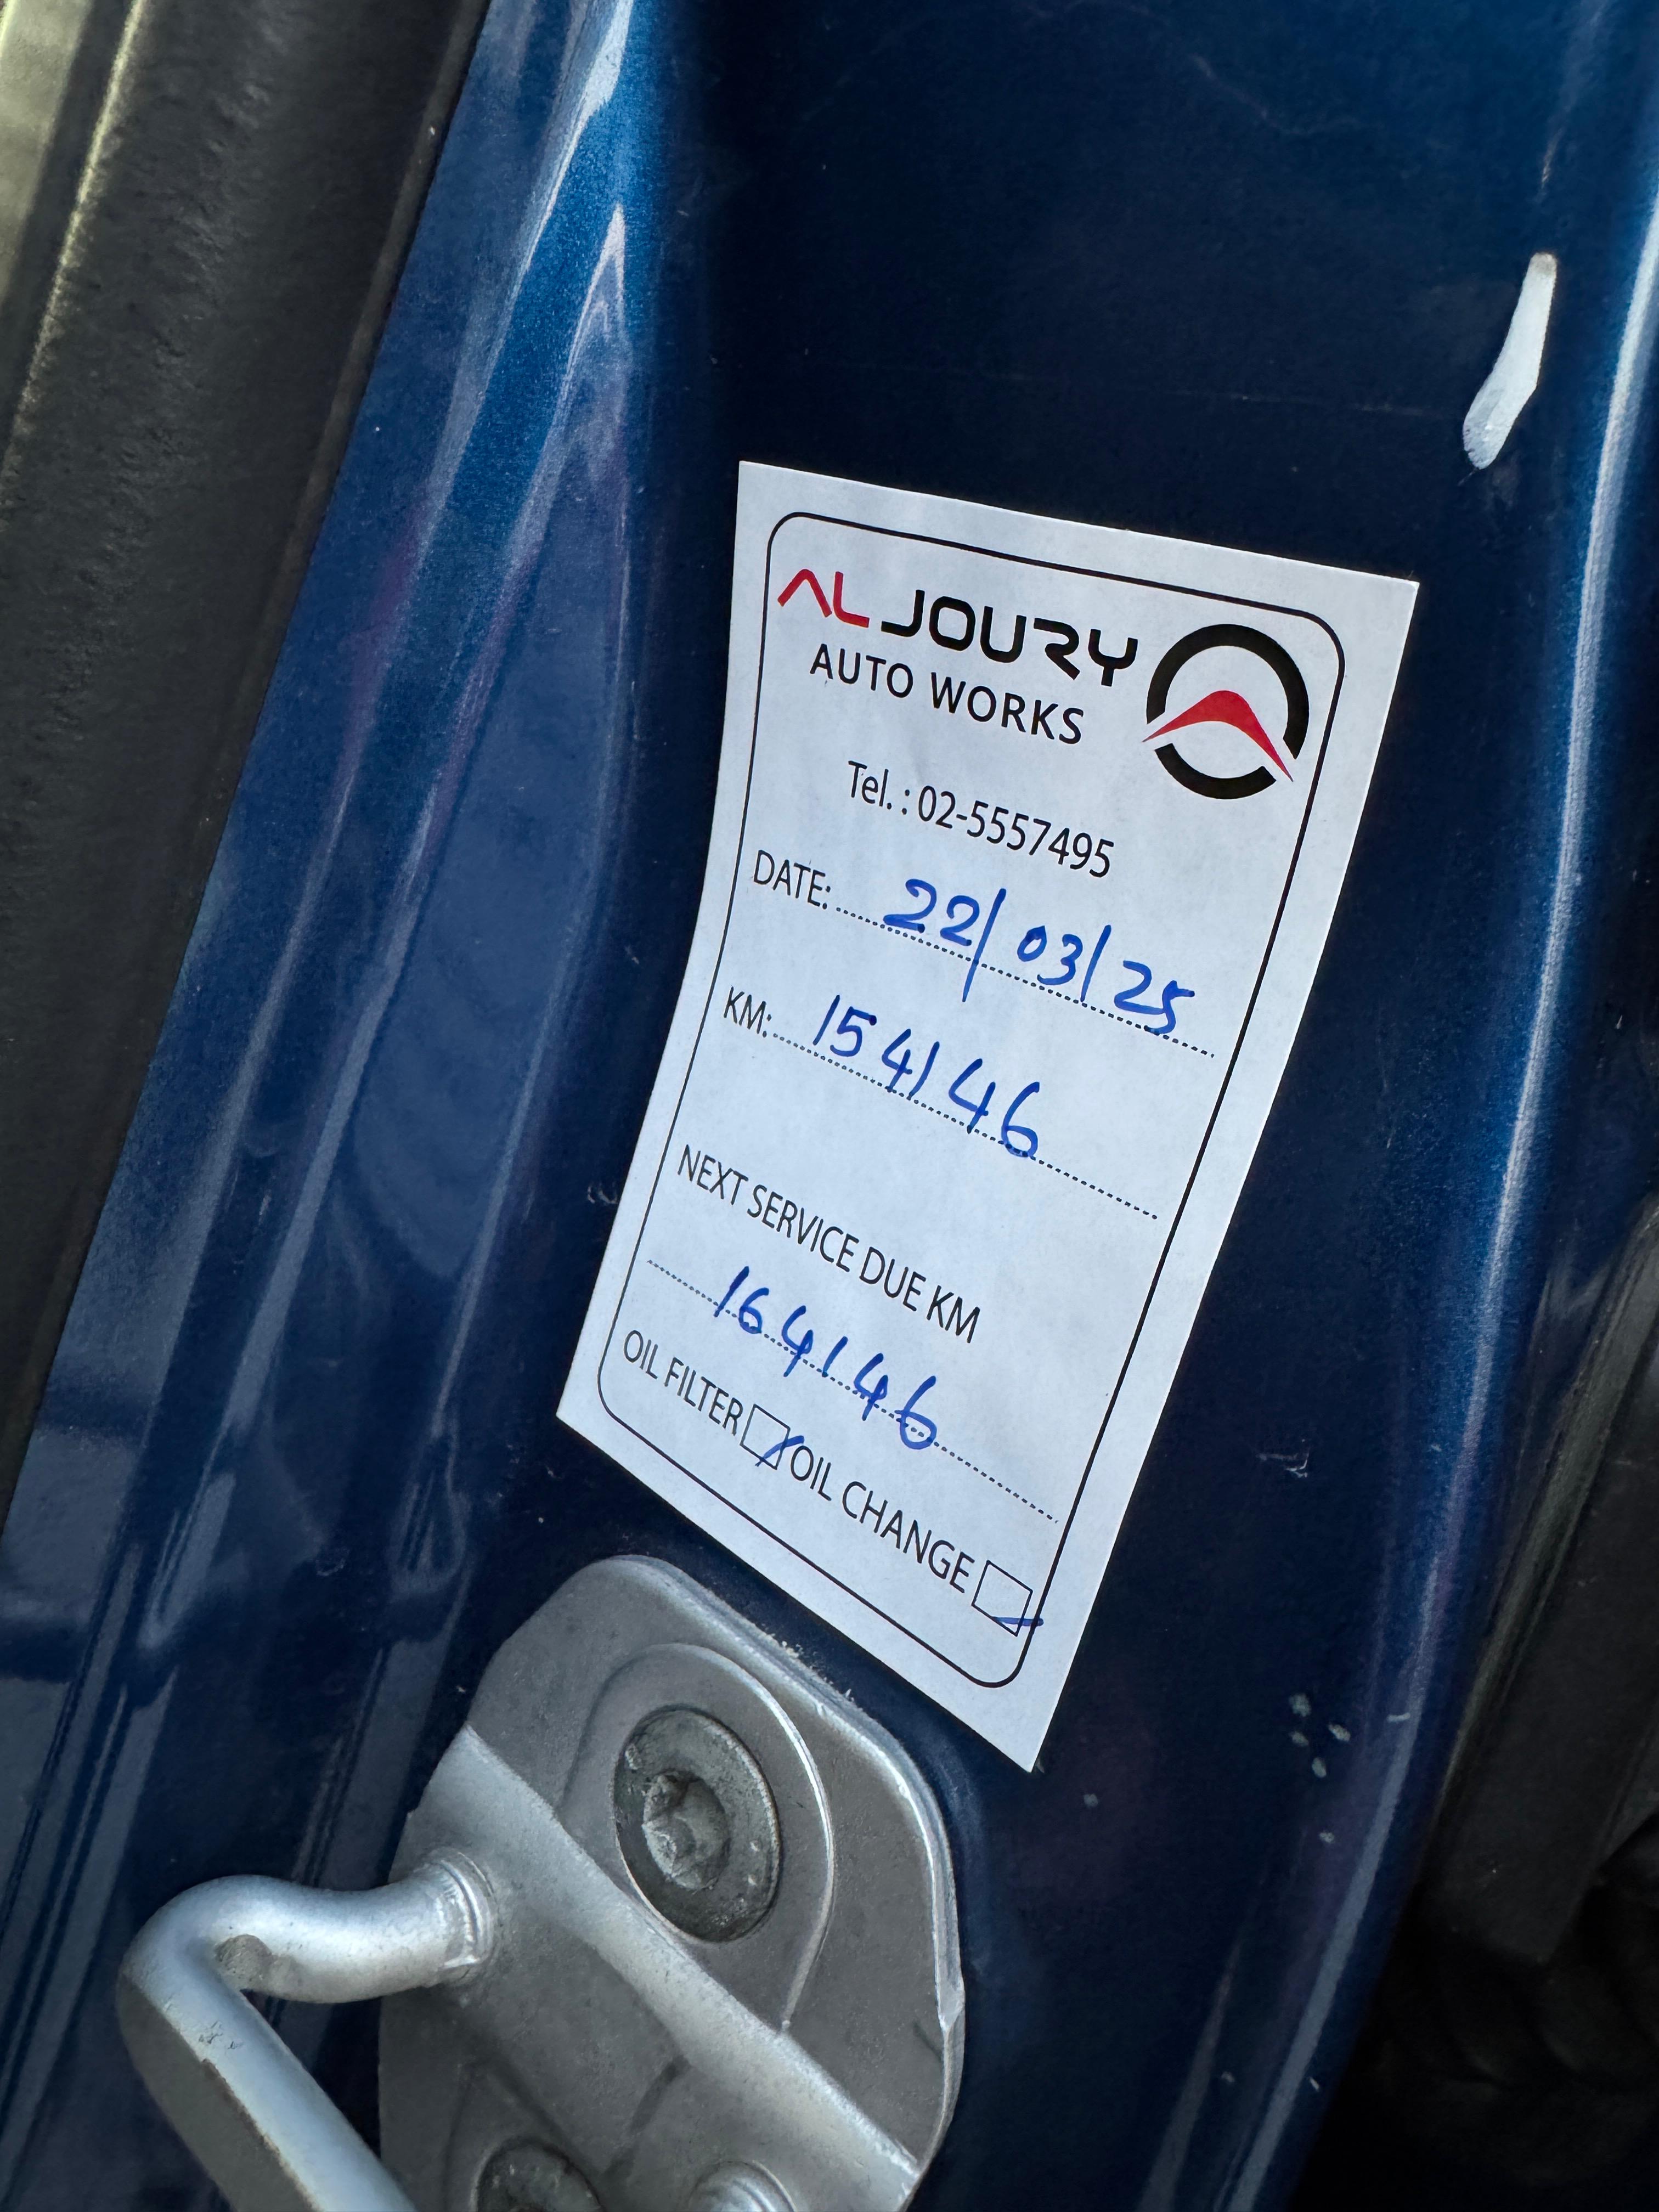 AL JOURY
AUTO WORKS
Tel. : 02-5557495
DATE: 22/03/25
KM: 154146
NEXT SERVICE DUE KM
164146
OIL FILTER OIL CHANGE